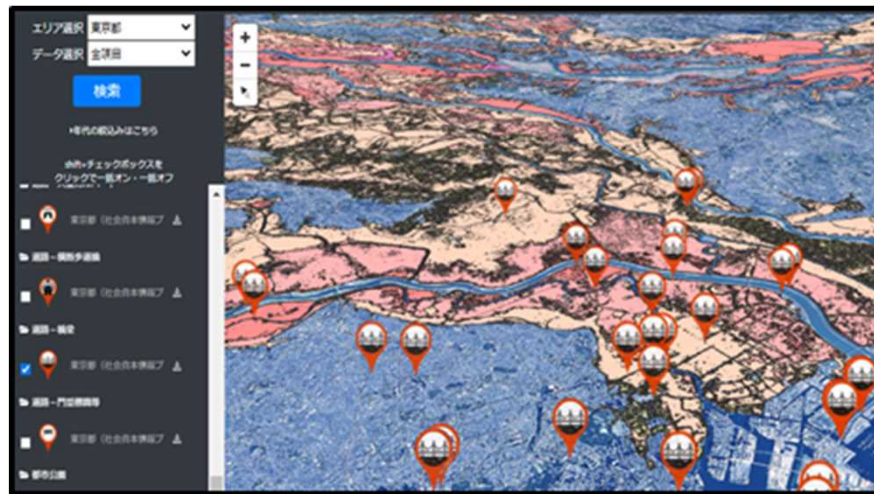 エリア選択 東京都
データ選択 全項目
検索
+年代の絞込みはこちら
shift+チェックボックスを
クリックで一括オン・一括オフ
東京都（社会資本情報プ
道路－横断歩道橋
東京都（社会資本情報プ
道路－橋梁
東京都（社会資本情報プ
道路－門型標識等
東京都（社会資本情報プ
都市公園